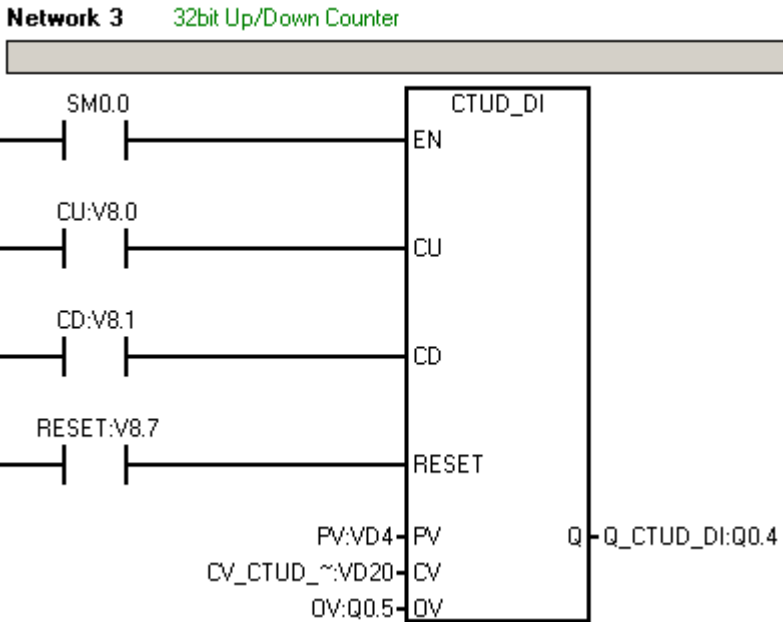 Network 3 32bit Up/Down Counter
SM0.0 CTUD_DI
EN
CU:V8.0
CU
CD:V8.1
CD
RESET:V8.7
RESET
PV:VD4 PV Q Q_CTUD_DI:Q0.4
CV_CTUD_~:VD20 CV
OV:Q0.5 OV